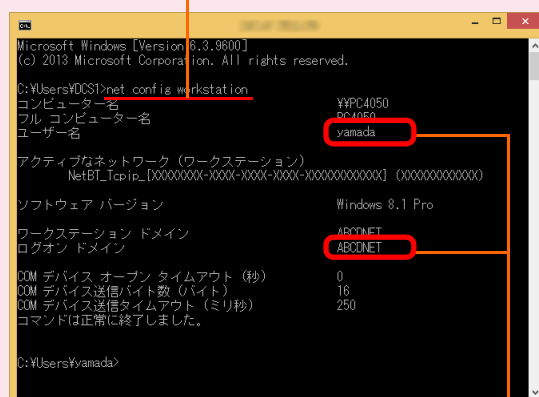 C:\
Microsoft Windows [Version 6.3.9600]
(c) 2013 Microsoft Corporation. All rights reserved.
C:¥Users¥DCS1>net config workstation
コンピューター名 ¥¥PC4050
フル コンピューター名 PC4050
ユーザー名 yamada
アクティブなネットワーク (ワークステーション)
NetBT_Tcpip_[XXXXXXXX-XXXX-XXXX-XXXX-XXXXXXXXXXXX] (XXXXXXXXXXXX)
ソフトウェア バージョン Windows 8.1 Pro
ワークステーション ドメイン ABCDNET
ログオン ドメイン ABCDNET
COM デバイス オープン タイムアウト (秒) 0
COM デバイス送信バイト数 (バイト) 16
COM デバイス送信タイムアウト (ミリ秒) 250
コマンドは正常に終了しました。
C:¥Users¥yamada>